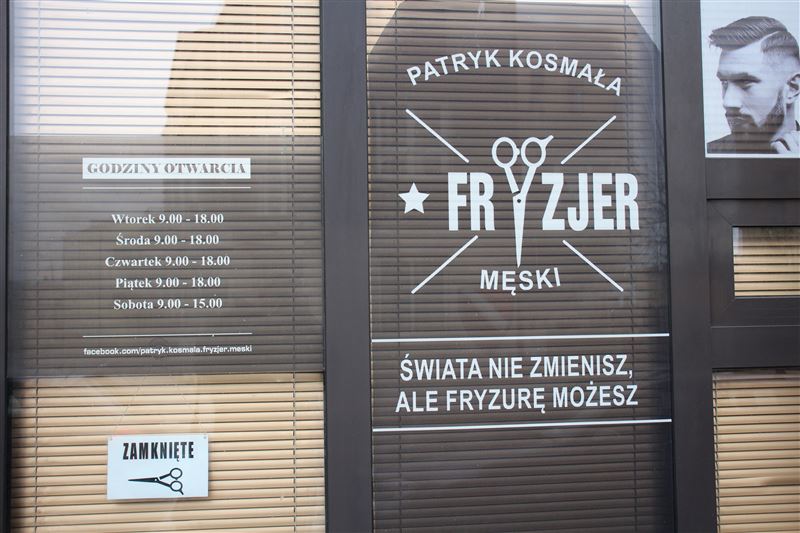 GODZINY OTWARCIA
Wtorek 9.00 - 18.00
Środa 9.00 - 18.00
Czwartek 9.00 - 18.00
Piątek 9.00 - 18.00
Sobota 9.00 - 15.00
facebook.com/patryk.kosmala.fryzjer.meski
ZAMKNIĘTE
PATRYK KOSMAŁA
FRYZJER
MĘSKI
ŚWIATA NIE ZMIENISZ,
ALE FRYZURĘ MOŻESZ